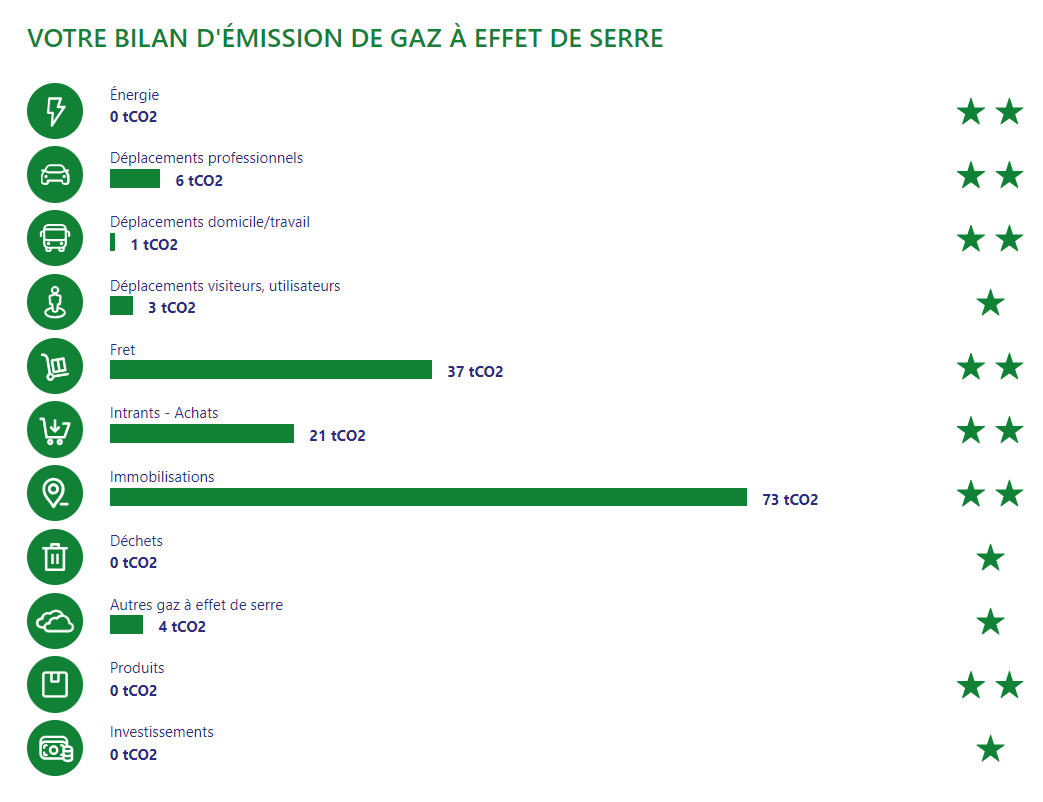 VOTRE BILAN D'ÉMISSION DE GAZ À EFFET DE SERRE
Énergie
0 tCO2
Déplacements professionnels
6 tCO2
Déplacements domicile/travail
1 tCO2
Déplacements visiteurs, utilisateurs
3 tCO2
Fret
37 tCO2
Intrants - Achats
21 tCO2
Immobilisations
73 tCO2
Déchets
0 tCO2
Autres gaz à effet de serre
4 tCO2
Produits
0 tCO2
Investissements
0 tCO2